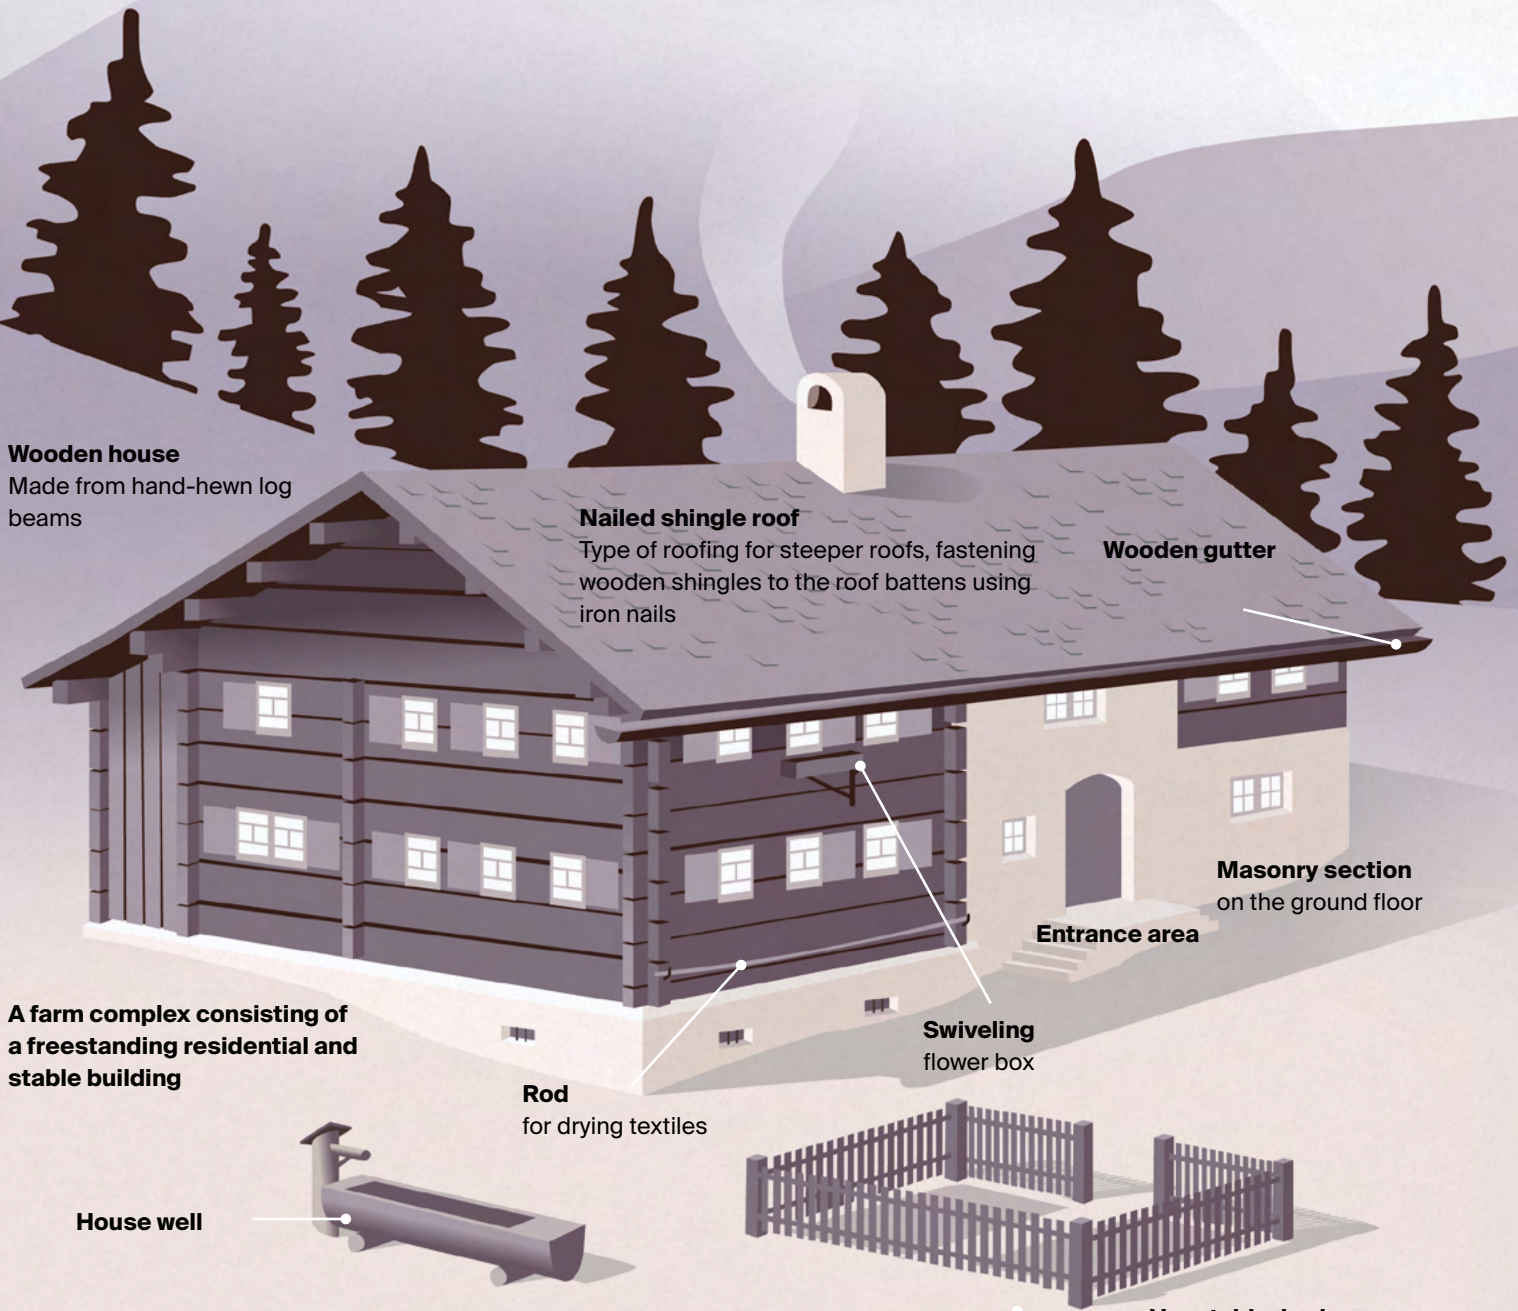 Wooden house
Made from hand-hewn log
beams
Nailed shingle roof
Type of roofing for steeper roofs, fastening
wooden shingles to the roof battens using
iron nails
Wooden gutter
Masonry section
on the ground floor
Entrance area
A farm complex consisting of
a freestanding residential and
stable building
Swiveling
flower box
Rod
for drying textiles
House well